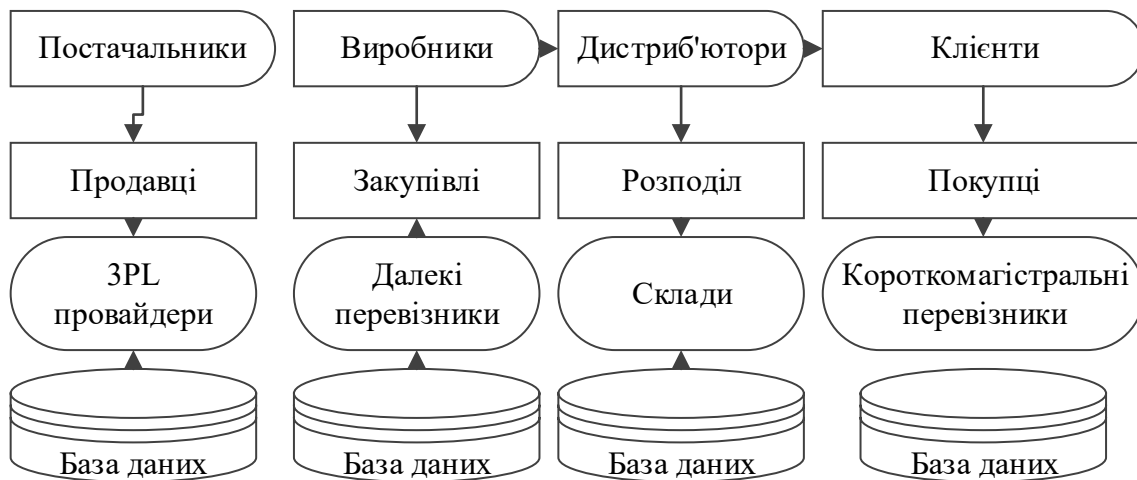 Постачальники
Виробники
Дистриб'ютори
Клієнти
Продавці
Закупівлі
Розподіл
Покупці
3PL
провайдери
Далекі
перевізники
Склади
Короткомагістральні
перевізники
База даних
База даних
База даних
База даних